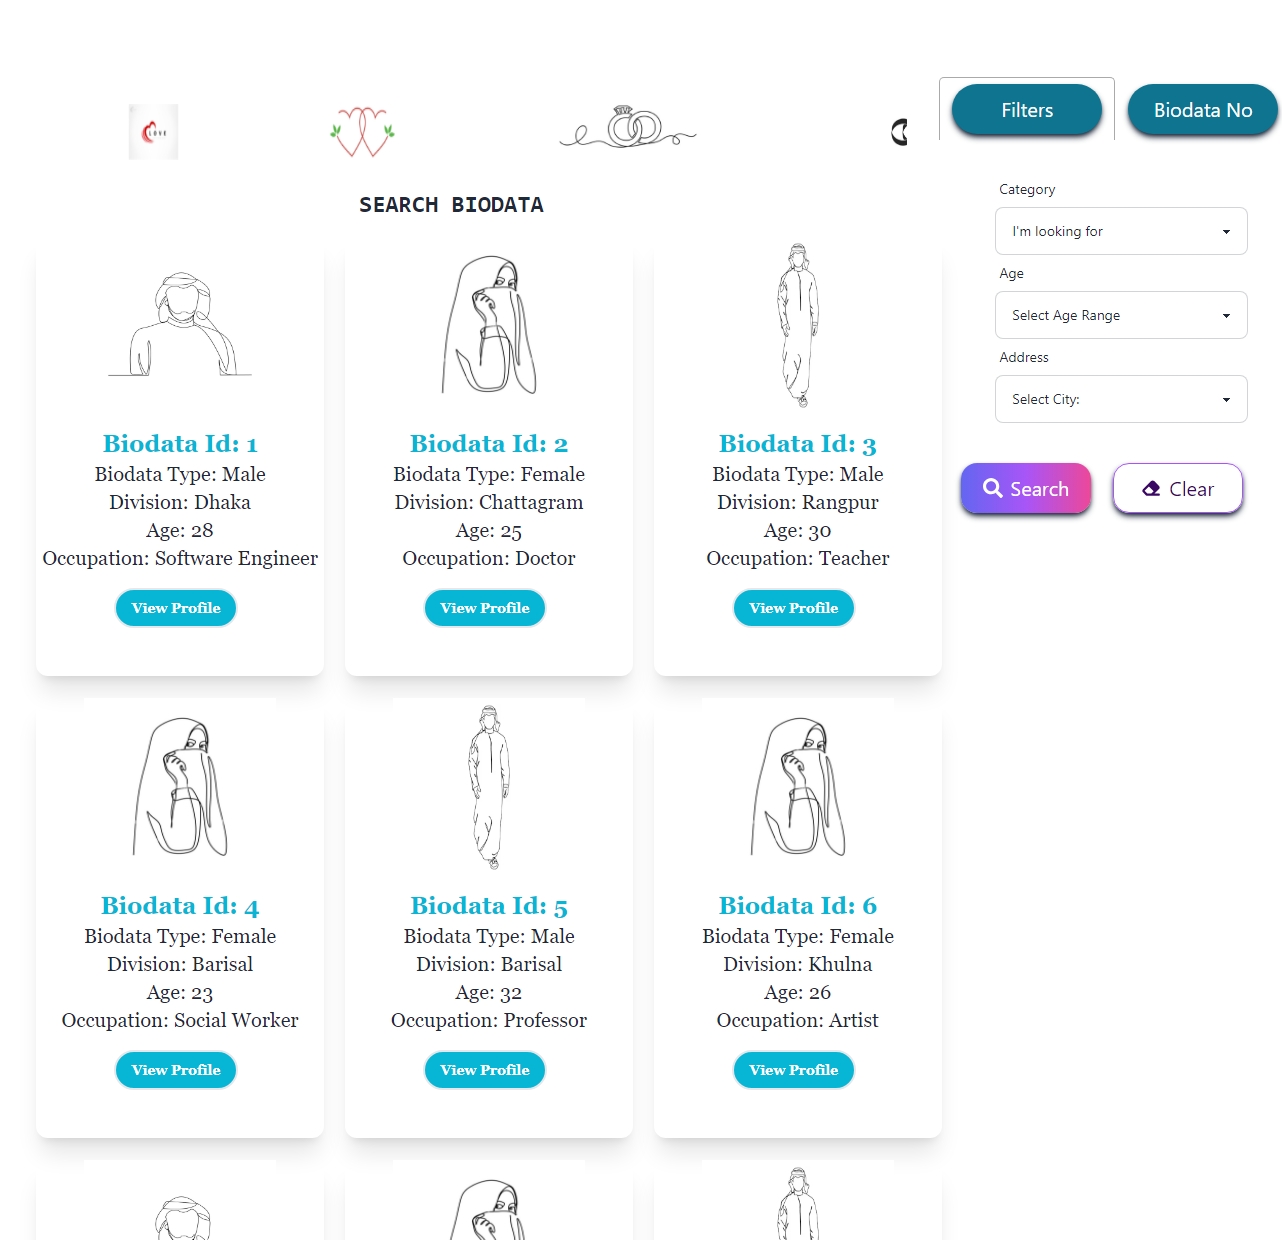 LOVE
Filters
Biodata No
SEARCH BIODATA
Category
I'm looking for
Age
Select Age Range
Address
Select City:
Search
Clear
Biodata Id: 1
Biodata Type: Male
Division: Dhaka
Age: 28
Occupation: Software Engineer
View Profile
Biodata Id: 2
Biodata Type: Female
Division: Chattagram
Age: 25
Occupation: Doctor
View Profile
Biodata Id: 3
Biodata Type: Male
Division: Rangpur
Age: 30
Occupation: Teacher
View Profile
Biodata Id: 4
Biodata Type: Female
Division: Barisal
Age: 23
Occupation: Social Worker
View Profile
Biodata Id: 5
Biodata Type: Male
Division: Barisal
Age: 32
Occupation: Professor
View Profile
Biodata Id: 6
Biodata Type: Female
Division: Khulna
Age: 26
Occupation: Artist
View Profile